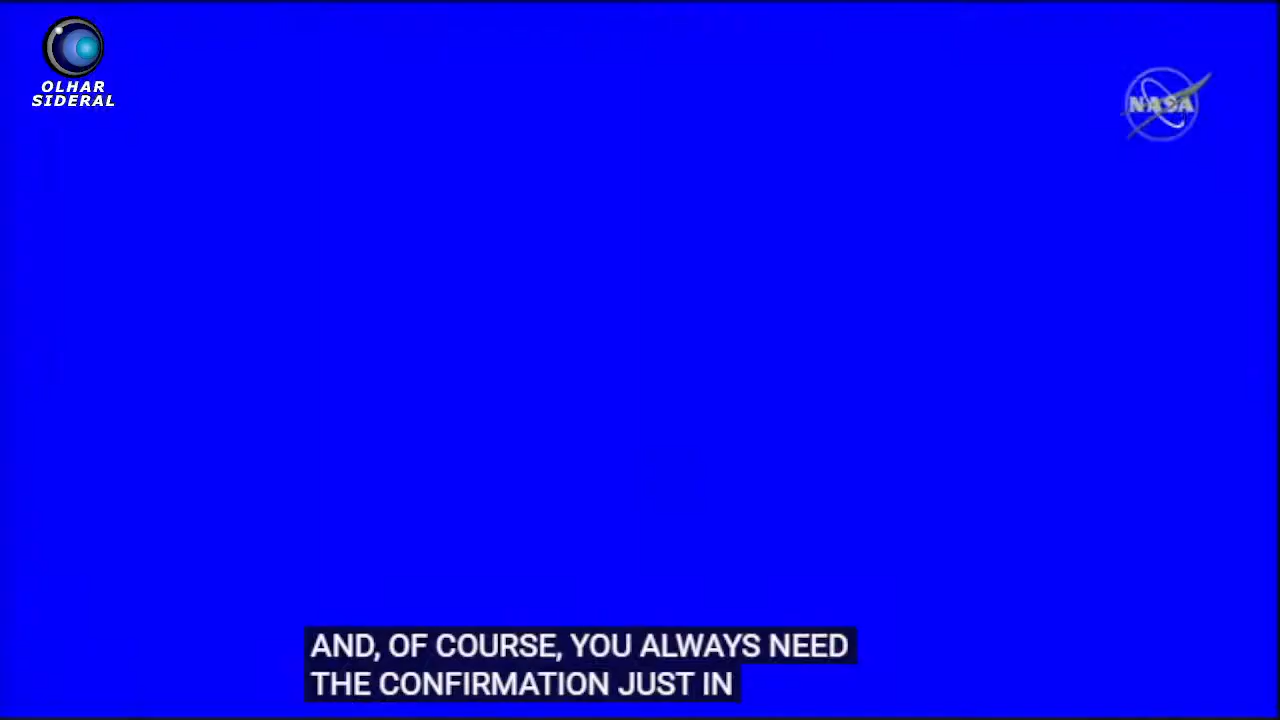 OLHAR
SIDERAL
NASA
AND, OF COURSE, YOU ALWAYS NEED
THE CONFIRMATION JUST IN